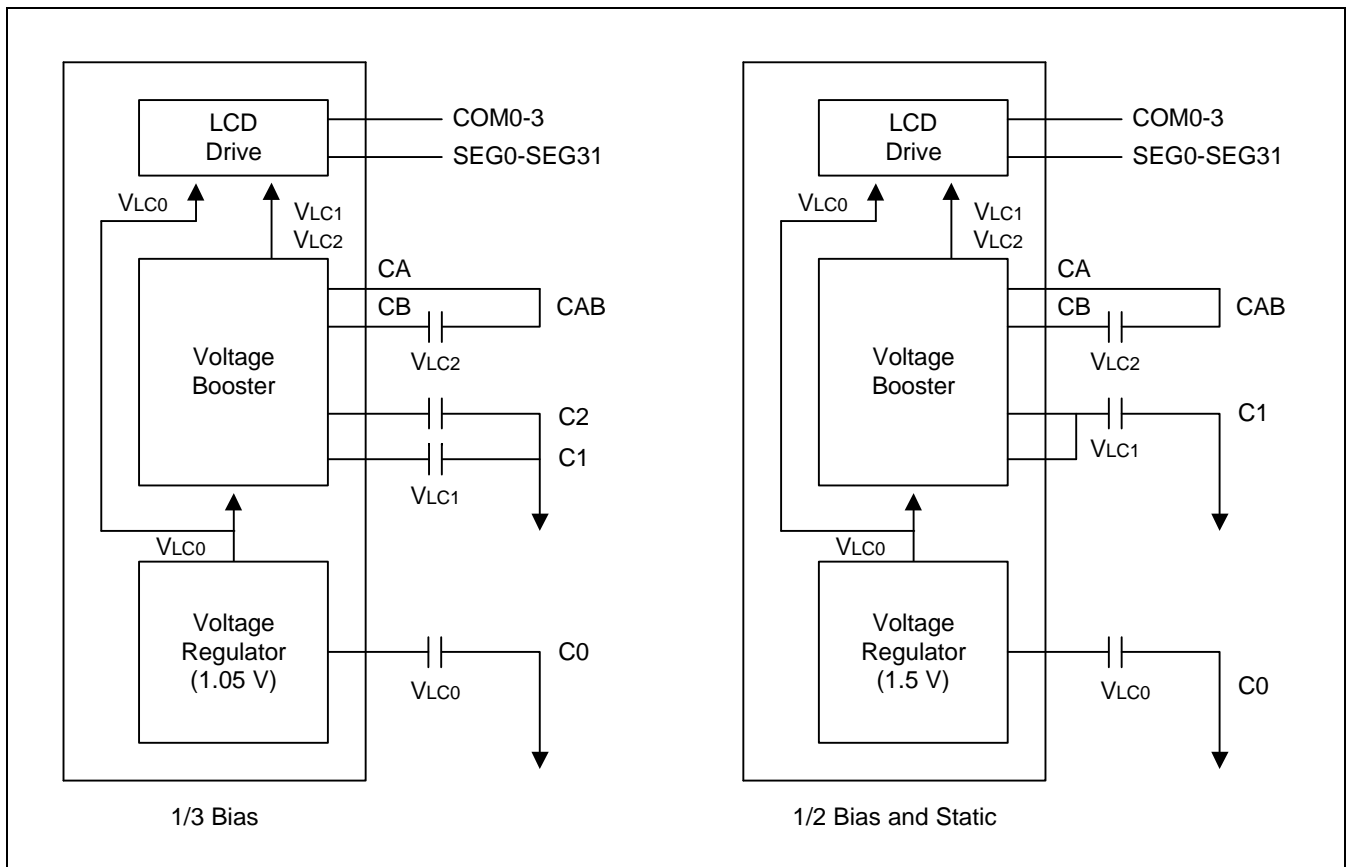 LCD
Drive
COM0-3
SEG0-SEG31
VLC0
VLC1
VLC2
CA
CB
CAB
VLC2
Voltage
Booster
C2
C1
VLC1
VLC0
Voltage
Regulator
(1.05 V)
C0
VLC0
1/3 Bias
LCD
Drive
COM0-3
SEG0-SEG31
VLC0
VLC1
VLC2
CA
CB
CAB
VLC2
Voltage
Booster
C1
VLC1
VLC0
Voltage
Regulator
(1.5 V)
C0
VLC0
1/2 Bias and Static